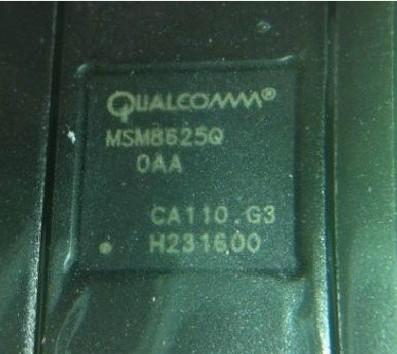 QUALCOMM®
MSM8625Q
0AA
CA110.G3
H231600